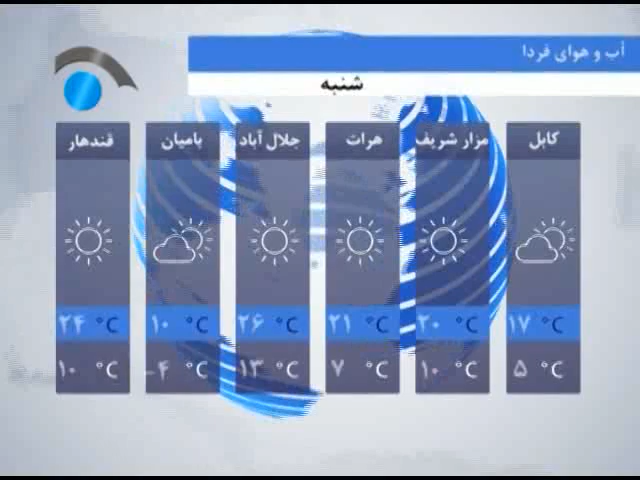 آب و هوای فردا
شنبه
کابل
مزار شریف
هرات
جلال آباد
بامیان
قندهار
۱۷ °C
۲۰ °C
۲۱ °C
۲۶ °C
۱۰ °C
۲۴ °C
۵ °C
۱۰ °C
۷ °C
۱۳ °C
-۴ °C
۱۰ °C